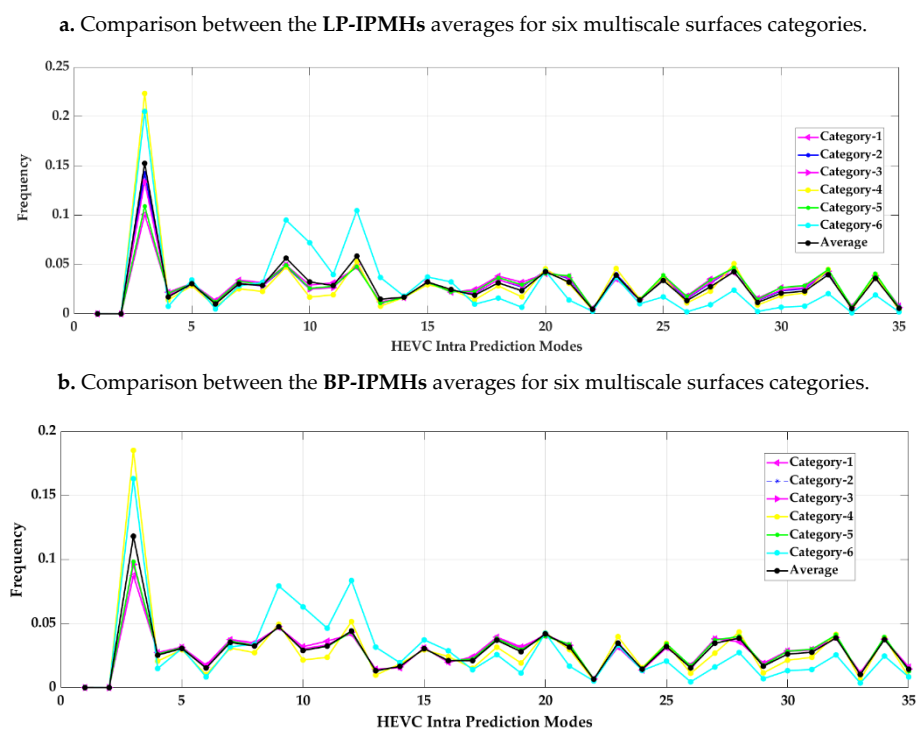 a. Comparison between the LP-IPMHs averages for six multiscale surfaces categories.
0.25
0.2
0.15
0.1
0.05
0
Frequency
Category-1
Category-2
Category-3
Category-4
Category-5
Category-6
Average
0 5 10 15 20 25 30 35
HEVC Intra Prediction Modes
b. Comparison between the BP-IPMHs averages for six multiscale surfaces categories.
0.2
0.15
0.1
0.05
0
Frequency
Category-1
Category-2
Category-3
Category-4
Category-5
Category-6
Average
0 5 10 15 20 25 30 35
HEVC Intra Prediction Modes